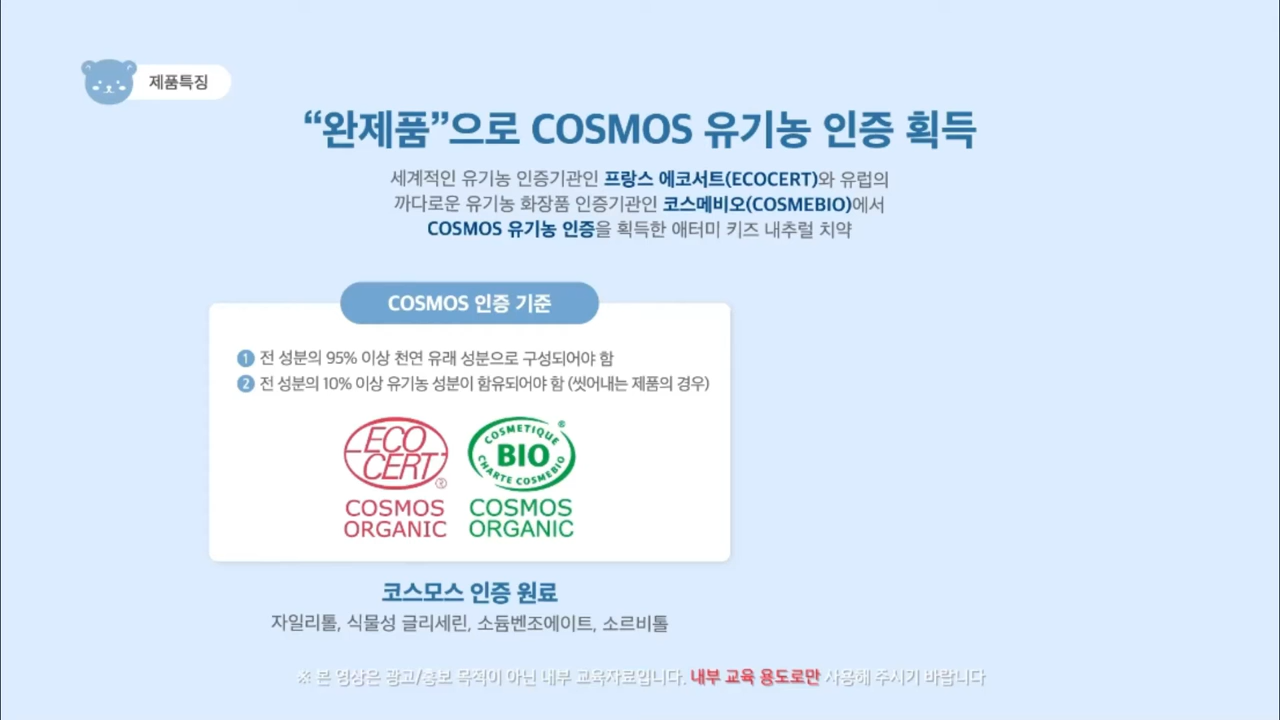 제품특징
“완제품”으로 COSMOS 유기농 인증 획득
세계적인 유기농 인증기관인 프랑스 에코서트(ECOCERT)와 유럽의
까다로운 유기농 화장품 인증기관인 코스메비오(COSMEBIO)에서
COSMOS 유기농 인증을 획득한 애터미 키즈 내추럴 치약
COSMOS 인증 기준
1 전 성분의 95% 이상 천연 유래 성분으로 구성되어야 함
2 전 성분의 10% 이상 유기농 성분이 함유되어야 함 (씻어내는 제품의 경우)
ECO
CERT
®
COSMOS
ORGANIC
COSMETIQUE
®
BIO
CHARTE COSMEBIO
COSMOS
ORGANIC
코스모스 인증 원료
자일리톨, 식물성 글리세린, 소듐벤조에이트, 소르비톨
※ 본 영상은 광고/홍보 목적이 아닌 내부 교육자료입니다. 내부 교육 용도로만 사용해 주시기 바랍니다